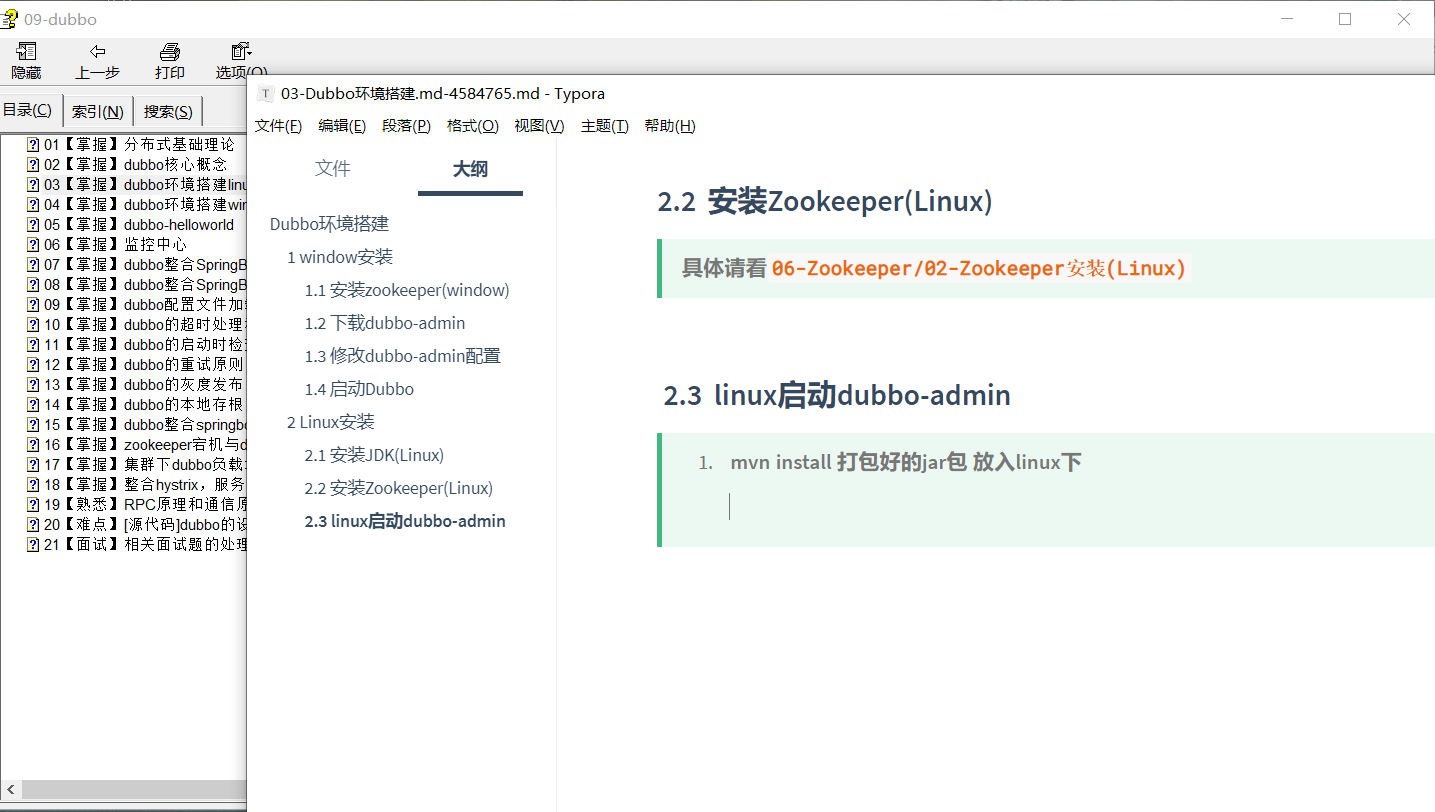 09-dubbo
隐藏 上一步 打印 选项(O)
目录(C) 索引(N) 搜索(S)
01【掌握】分布式基础理论
02【掌握】dubbo核心概念
03【掌握】dubbo环境搭建linu
04【掌握】dubbo环境搭建win
05【掌握】dubbo-helloworld
06【掌握】监控中心
07【掌握】dubbo整合SpringB
08【掌握】dubbo整合SpringB
09【掌握】dubbo配置文件加
10【掌握】dubbo的超时处理
11【掌握】dubbo的启动时检
12【掌握】dubbo的重试原则
13【掌握】dubbo的灰度发布
14【掌握】dubbo的本地存根
15【掌握】dubbo整合springbo
16【掌握】zookeeper宕机与d
17【掌握】集群下dubbo负载
18【掌握】整合hystrix，服务
19【熟悉】RPC原理和通信原
20【难点】[源代码]dubbo的设
21【面试】相关面试题的处理
03-Dubbo环境搭建.md-4584765.md - Typora
文件(F) 编辑(E) 段落(P) 格式(O) 视图(V) 主题(T) 帮助(H)
文件 大纲
Dubbo环境搭建
1 window安装
1.1 安装zookeeper(window)
1.2 下载dubbo-admin
1.3 修改dubbo-admin配置
1.4 启动Dubbo
2 Linux安装
2.1 安装JDK(Linux)
2.2 安装Zookeeper(Linux)
2.3 linux启动dubbo-admin
2.2 安装Zookeeper(Linux)
具体请看 06-Zookeeper/02-Zookeeper安装(Linux)
2.3 linux启动dubbo-admin
1. mvn install 打包好的jar包 放入linux下